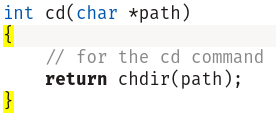 int cd(char *path)
{
    // for the cd command
    return chdir(path);
}